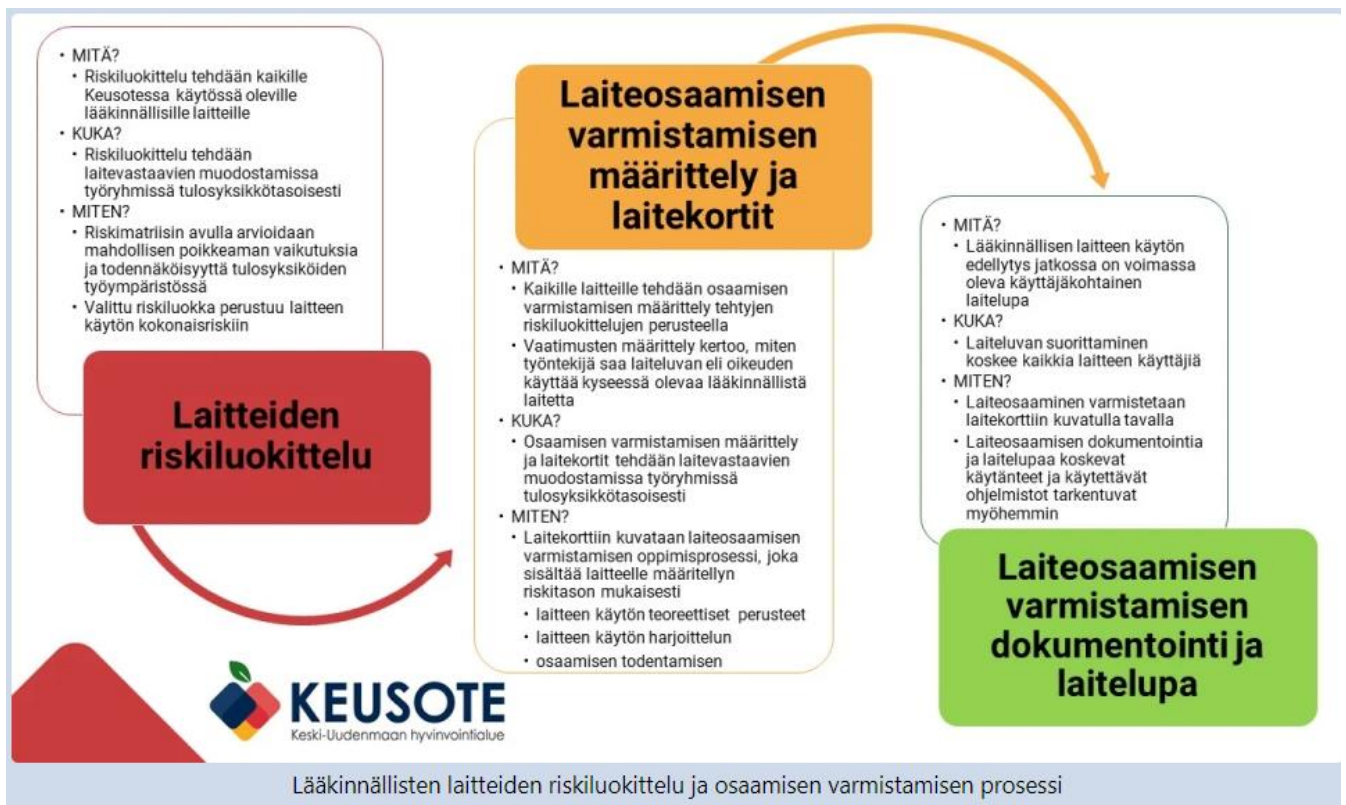 • MITÄ?
• Riskiluokittelu tehdään kaikille
Keusotessa käytössä oleville
lääkinnällisille laitteille
• KUKA?
• Riskiluokittelu tehdään
laitevastaavien muodostamissa
työryhmissä tulosyksikkötasoisesti
• MITEN?
• Riskimatriisin avulla arvioidaan
mahdollisen poikkeaman vaikutuksia
ja todennäköisyyttä tulosyksiköiden
työympäristössä
• Valittu riskiluokka perustuu laitteen
käytön kokonaisriskiin
Laitteiden
riskiluokittelu
Laiteosaamisen
varmistamisen
määrittely ja
laitekortit
• MITÄ?
• Kaikille laitteille tehdään osaamisen
varmistamisen määrittely tehtyjen
riskiluokittelujen perusteella
• Vaatimusten määrittely kertoo, miten
työntekijä saa laiteluvan eli oikeuden
käyttää kyseessä olevaa lääkinnällistä
laitetta
• KUKA?
• Osaamisen varmistamisen määrittely
ja laitekortit tehdään laitevastaavien
muodostamissa työryhmissä
tulosyksikkötasoisesti
• MITEN?
• Laitekorttiin kuvataan laiteosaamisen
varmistamisen oppimisprosessi, joka
sisältää laitteelle määritellyn
riskitason mukaisesti
• laitteen käytön teoreettiset perusteet
• laitteen käytön harjoittelun
• osaamisen todentamisen
• MITÄ?
• Lääkinnällisen laitteen käytön
edellytys jatkossa on voimassa
oleva käyttäjäkohtainen
laitelupa
• KUKA?
• Laiteluvan suorittaminen
koskee kaikkia laitteen käyttäjiä
• MITEN?
• Laiteosaaminen varmistetaan
laitekorttiin kuvatulla tavalla
• Laiteosaamisen dokumentointia
ja laitelupaa koskevat
käytänteet ja käytettävät
ohjelmistot tarkentuvat
myöhemmin
Laiteosaamisen
varmistamisen
dokumentointi ja
laitelupa
KEUSOTE
Keski-Uudenmaan hyvinvointialue
Lääkinnällisten laitteiden riskiluokittelu ja osaamisen varmistamisen prosessi